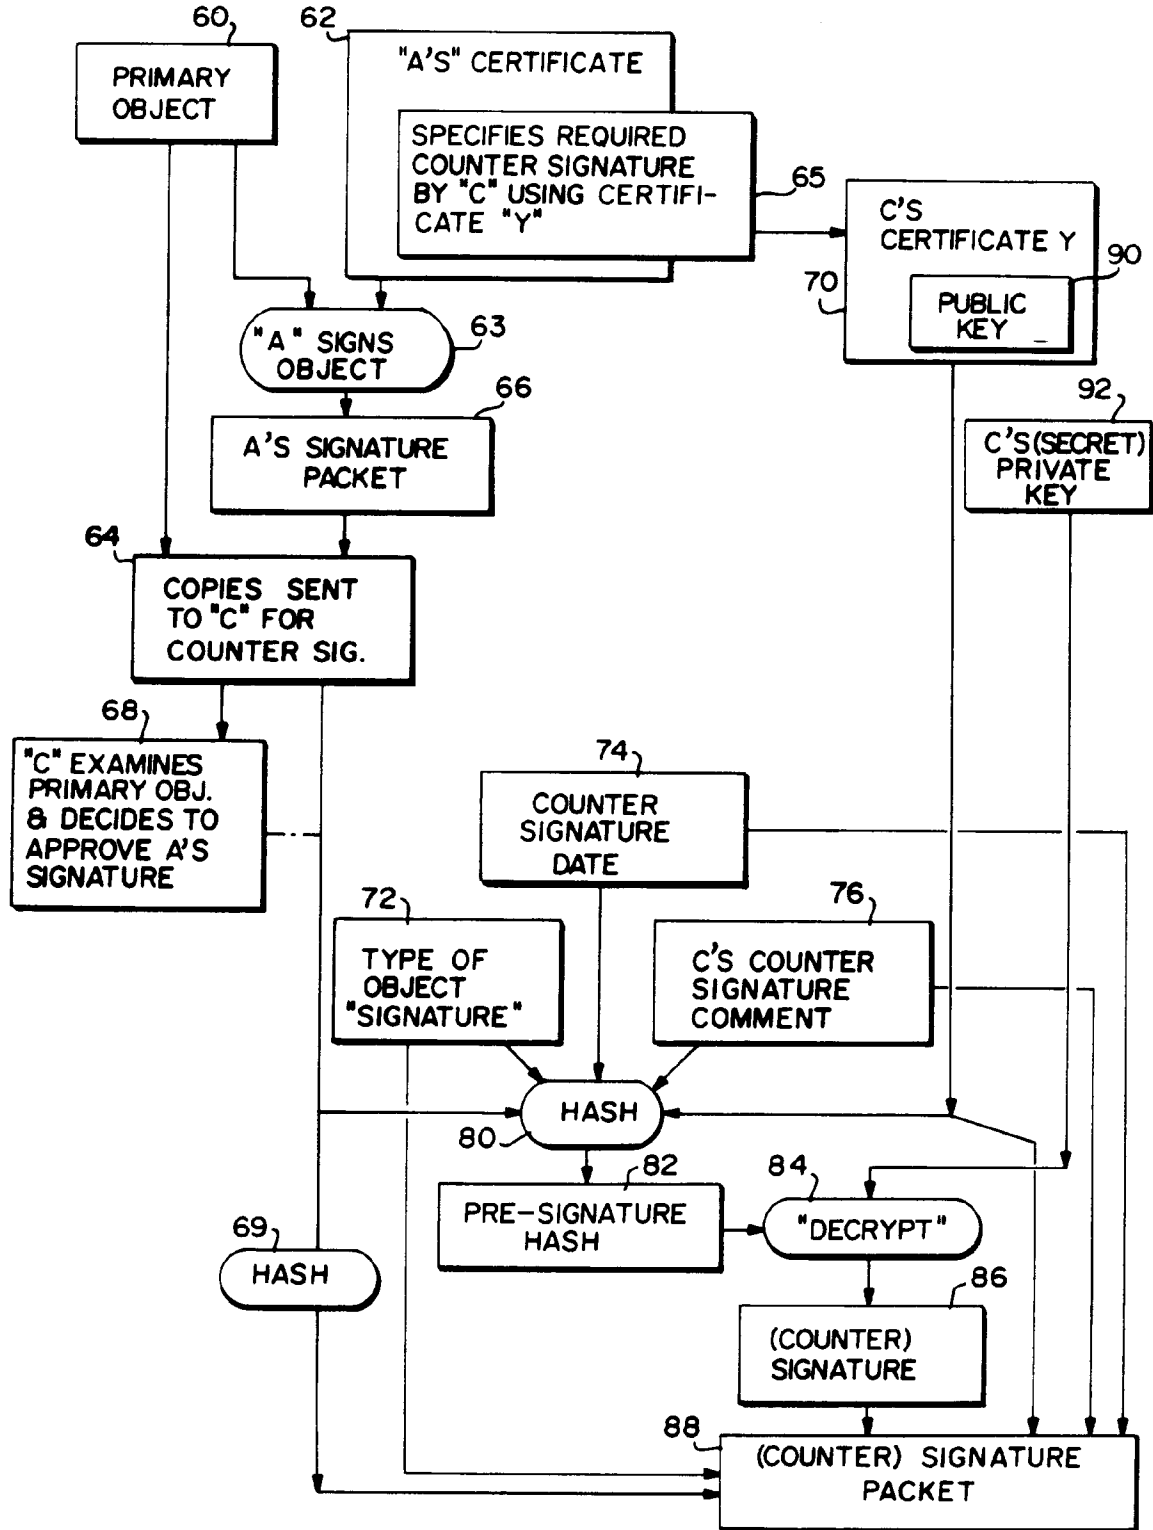 60
PRIMARY
OBJECT
62
"A'S" CERTIFICATE
SPECIFIES REQUIRED
COUNTER SIGNATURE
BY "C" USING CERTIFI-
CATE "Y"
65
C'S
CERTIFICATE Y
70
90
PUBLIC
KEY
"A" SIGNS
OBJECT
63
66
A'S SIGNATURE
PACKET
92
C'S (SECRET)
PRIVATE
KEY
64
COPIES SENT
TO "C" FOR
COUNTER SIG.
68
"C" EXAMINES
PRIMARY OBJ.
& DECIDES TO
APPROVE A'S
SIGNATURE
74
COUNTER
SIGNATURE
DATE
72
TYPE OF
OBJECT
"SIGNATURE"
76
C'S COUNTER
SIGNATURE
COMMENT
HASH
80
82
PRE-SIGNATURE
HASH
84
"DECRYPT"
69
HASH
86
(COUNTER)
SIGNATURE
88
(COUNTER) SIGNATURE
PACKET